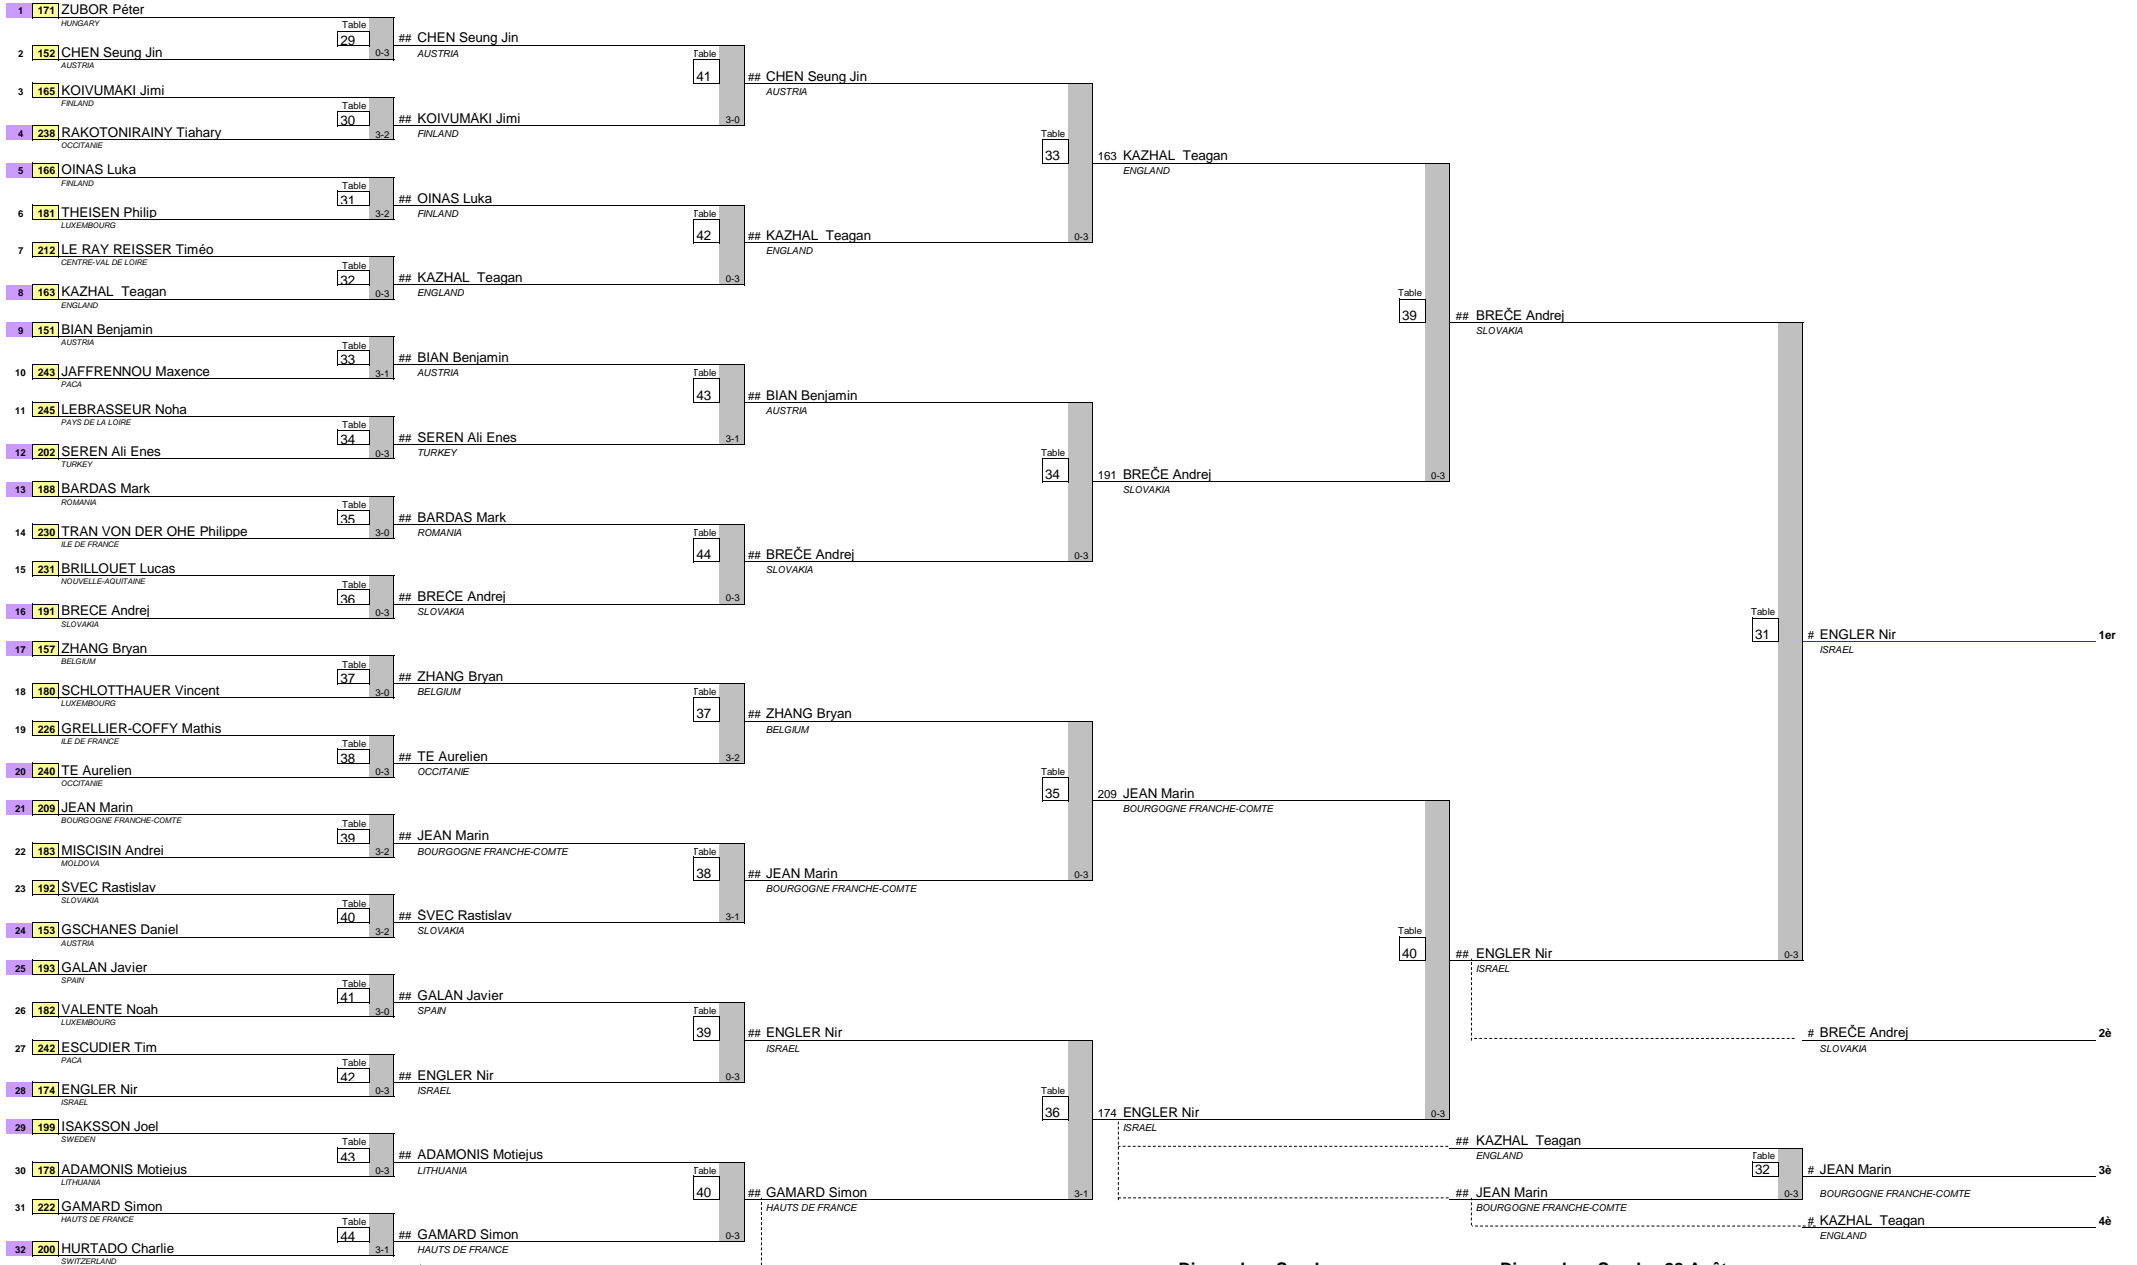 1 171 ZUBOR Péter
HUNGARY
Table
29
0-3
2 152 CHEN Seung Jin
AUSTRIA
3 165 KOIVUMÄKI Jimi
FINLAND
Table
30
3-2
4 238 RAKOTONIRAINY Tiahary
OCCITANIE
5 166 OINAS Luka
FINLAND
Table
31
3-2
6 181 THEISEN Philip
LUXEMBOURG
7 212 LE RAY REISSER Timéo
CENTRE-VAL DE LOIRE
Table
32
0-3
8 163 KAZHAL Teagan
ENGLAND
9 151 BIAN Benjamin
AUSTRIA
Table
33
3-1
10 243 JAFFRENNOU Maxence
PACA
11 245 LEBRASSEUR Noha
PAYS DE LA LOIRE
Table
34
0-3
12 202 SEREN Ali Enes
TURKEY
13 188 BARDAS Mark
ROMANIA
Table
35
3-0
14 230 TRAN VON DER OHE Philippe
ILE DE FRANCE
15 231 BRILLOUET Lucas
NOUVELLE-AQUITAINE
Table
36
0-3
16 191 BREČE Andrej
SLOVAKIA
17 157 ZHANG Bryan
BELGIUM
Table
37
3-0
18 180 SCHLOTTHAUER Vincent
LUXEMBOURG
19 226 GRELLIER-COFFY Mathis
ILE DE FRANCE
Table
38
0-3
20 240 TE Aurelien
OCCITANIE
21 209 JEAN Marin
BOURGOGNE FRANCHE-COMTE
Table
39
3-2
22 183 MISCISIN Andrei
MOLDOVA
23 192 ŠVEC Rastislav
SLOVAKIA
Table
40
3-2
24 153 GSCHANES Daniel
AUSTRIA
25 193 GALAN Javier
SPAIN
Table
41
3-0
26 182 VALENTE Noah
LUXEMBOURG
27 242 ESCUDIER Tim
PACA
Table
42
0-3
28 174 ENGLER Nir
ISRAEL
29 199 ISAKSSON Joel
SWEDEN
Table
43
0-3
30 178 ADAMONIS Motiejus
LITHUANIA
31 222 GAMARD Simon
HAUTS DE FRANCE
Table
44
3-1
32 200 HURTADO Charlie
SWITZERLAND
## CHEN Seung Jin
AUSTRIA
Table
41
3-0
## KOIVUMÄKI Jimi
FINLAND
## OINAS Luka
FINLAND
Table
42
0-3
## KAZHAL Teagan
ENGLAND
## BIAN Benjamin
AUSTRIA
Table
43
3-1
## SEREN Ali Enes
TURKEY
## BARDAS Mark
ROMANIA
Table
44
0-3
## BREČE Andrej
SLOVAKIA
## ZHANG Bryan
BELGIUM
Table
37
3-2
## TE Aurelien
OCCITANIE
## JEAN Marin
BOURGOGNE FRANCHE-COMTE
Table
38
3-1
## ŠVEC Rastislav
SLOVAKIA
## GALAN Javier
SPAIN
Table
39
0-3
## ENGLER Nir
ISRAEL
## ADAMONIS Motiejus
LITHUANIA
Table
40
0-3
## GAMARD Simon
HAUTS DE FRANCE
## CHEN Seung Jin
AUSTRIA
Table
33
0-3
## KAZHAL Teagan
ENGLAND
## BIAN Benjamin
AUSTRIA
Table
34
0-3
## BREČE Andrej
SLOVAKIA
## ZHANG Bryan
BELGIUM
Table
35
0-3
## JEAN Marin
BOURGOGNE FRANCHE-COMTE
## ENGLER Nir
ISRAEL
Table
36
3-1
## GAMARD Simon
HAUTS DE FRANCE
163 KAZHAL Teagan
ENGLAND
Table
39
0-3
191 BREČE Andrej
SLOVAKIA
209 JEAN Marin
BOURGOGNE FRANCHE-COMTE
Table
40
0-3
174 ENGLER Nir
ISRAEL
## BREČE Andrej
SLOVAKIA
Table
31
0-3
## ENGLER Nir
ISRAEL
## KAZHAL Teagan
ENGLAND
Table
32
0-3
## JEAN Marin
BOURGOGNE FRANCHE-COMTE
# ENGLER Nir 1er
ISRAEL
# BREČE Andrej 2è
SLOVAKIA
# JEAN Marin 3è
BOURGOGNE FRANCHE-COMTE
# KAZHAL Teagan 4è
ENGLAND